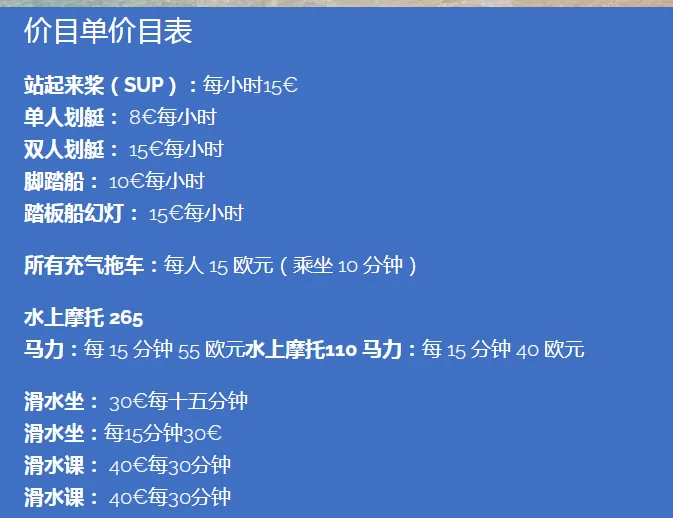 价目单价目表
站起来桨（SUP）：每小时15€
单人划艇： 8€每小时
双人划艇： 15€每小时
脚踏船： 10€每小时
踏板船幻灯： 15€每小时
所有充气拖车：每人 15 欧元（乘坐 10 分钟）
水上摩托 265
马力：每 15 分钟 55 欧元水上摩托110 马力：每 15 分钟 40 欧元
滑水坐： 30€每十五分钟
滑水坐：每15分钟30€
滑水课： 40€每30分钟
滑水课： 40€每30分钟